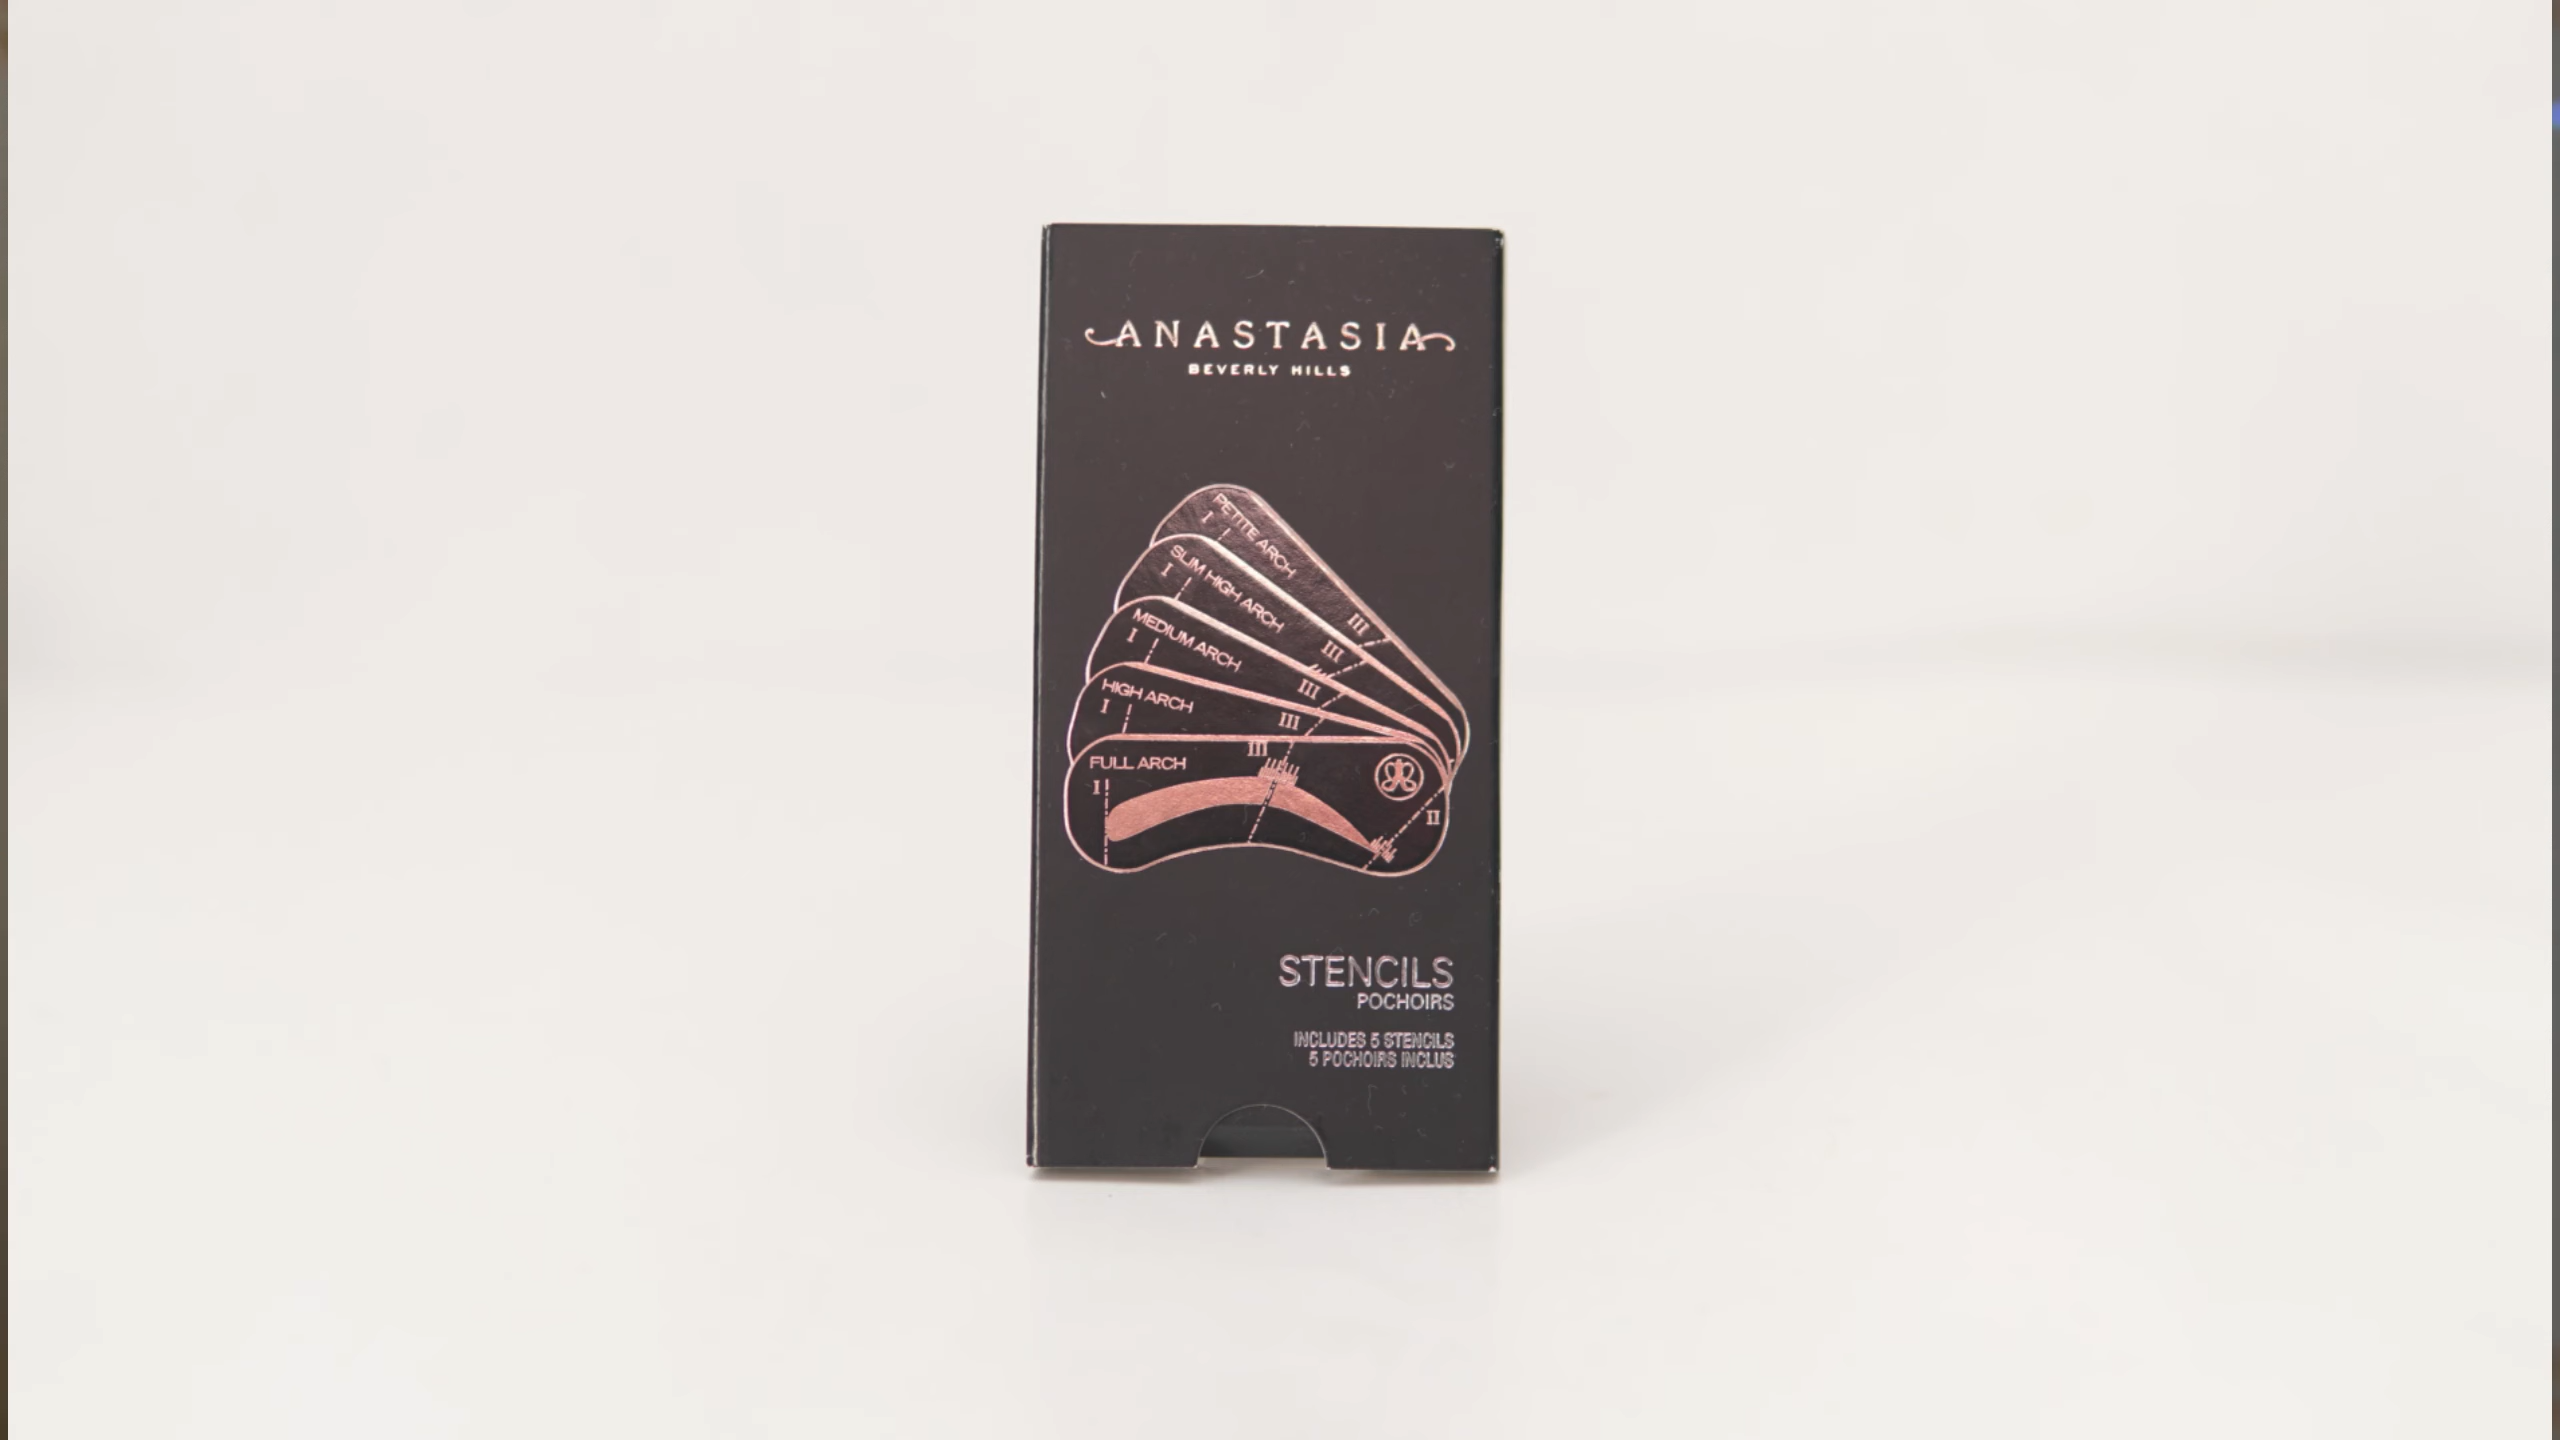 ANASTASIA
BEVERLY HILLS
PETITE ARCH
I
III
SLIM HIGH ARCH
I
III
MEDIUM ARCH
I
III
HIGH ARCH
I
III
III
FULL ARCH
I
II
STENCILS
POCHOIRS
INCLUDES 5 STENCILS
5 POCHOIRS INCLUS